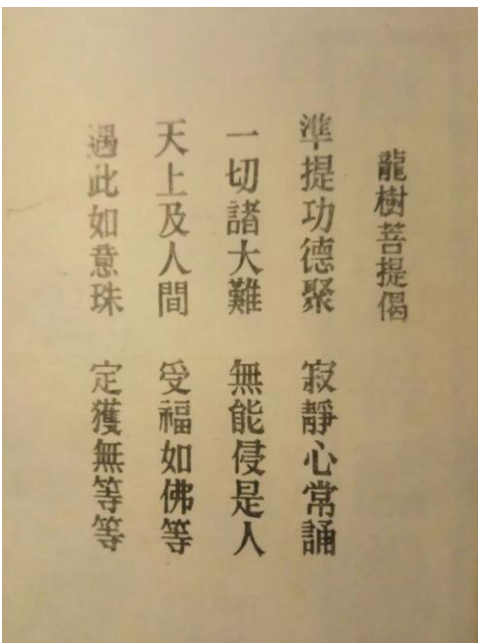 龍樹菩提偈
準提功德聚　寂靜心常誦
一切諸大難　無能侵是人
天上及人間　受福如佛等
遇此如意珠　定獲無等等